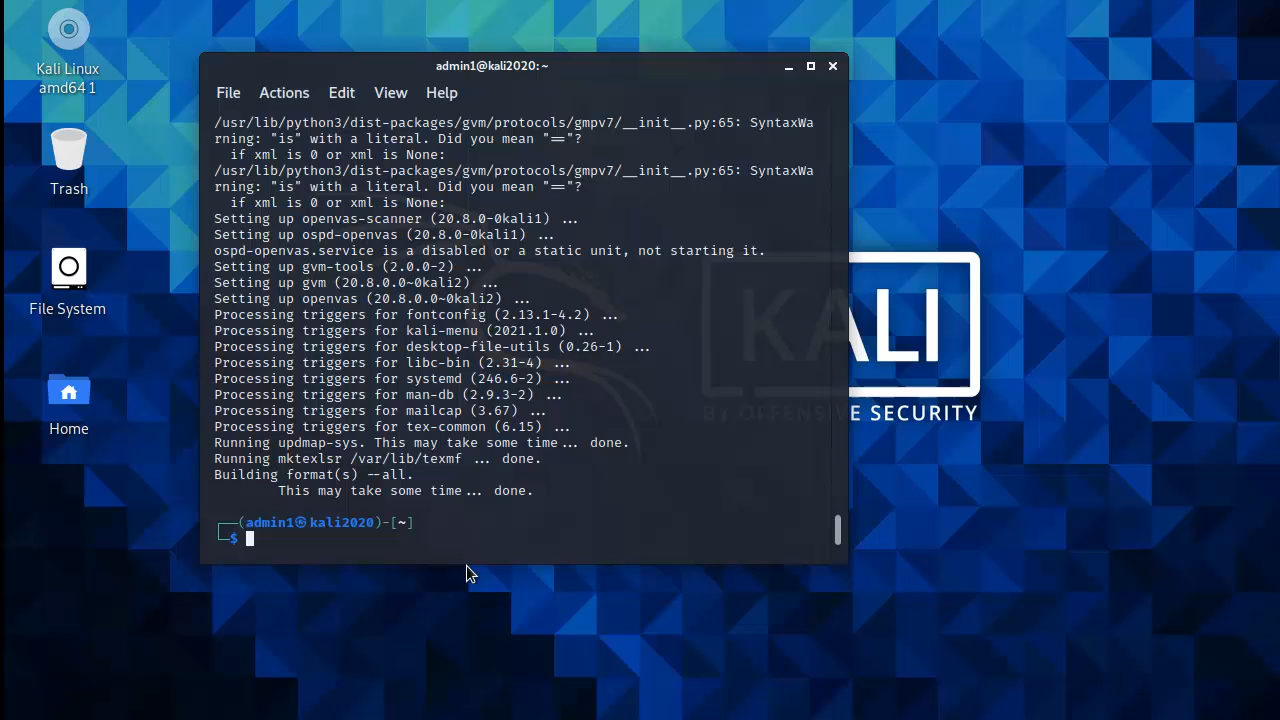 Kali Linux
amd64 1
Trash
File System
Home
admin1@kali2020: ~
File Actions Edit View Help
/usr/lib/python3/dist-packages/gvm/protocols/gmpv7/__init__.py:65: SyntaxWa
rning: "is" with a literal. Did you mean "=="?
  if xml is 0 or xml is None:
/usr/lib/python3/dist-packages/gvm/protocols/gmpv7/__init__.py:65: SyntaxWa
rning: "is" with a literal. Did you mean "=="?
  if xml is 0 or xml is None:
Setting up openvas-scanner (20.8.0-0kali1) ...
Setting up ospd-openvas (20.8.0-0kali1) ...
ospd-openvas.service is a disabled or a static unit, not starting it.
Setting up gvm-tools (2.0.0-2) ...
Setting up gvm (20.8.0.0~0kali2) ...
Setting up openvas (20.8.0.0~0kali2) ...
Processing triggers for fontconfig (2.13.1-4.2) ...
Processing triggers for kali-menu (2021.1.0) ...
Processing triggers for desktop-file-utils (0.26-1) ...
Processing triggers for libc-bin (2.31-4) ...
Processing triggers for systemd (246.6-2) ...
Processing triggers for man-db (2.9.3-2) ...
Processing triggers for mailcap (3.67) ...
Processing triggers for tex-common (6.15) ...
Running updmap-sys. This may take some time... done.
Running mktexlsr /var/lib/texmf ... done.
Building format(s) --all.
        This may take some time... done.
┌──(admin1㉿kali2020)-[~]
└─$
KALI
BY OFFENSIVE SECURITY